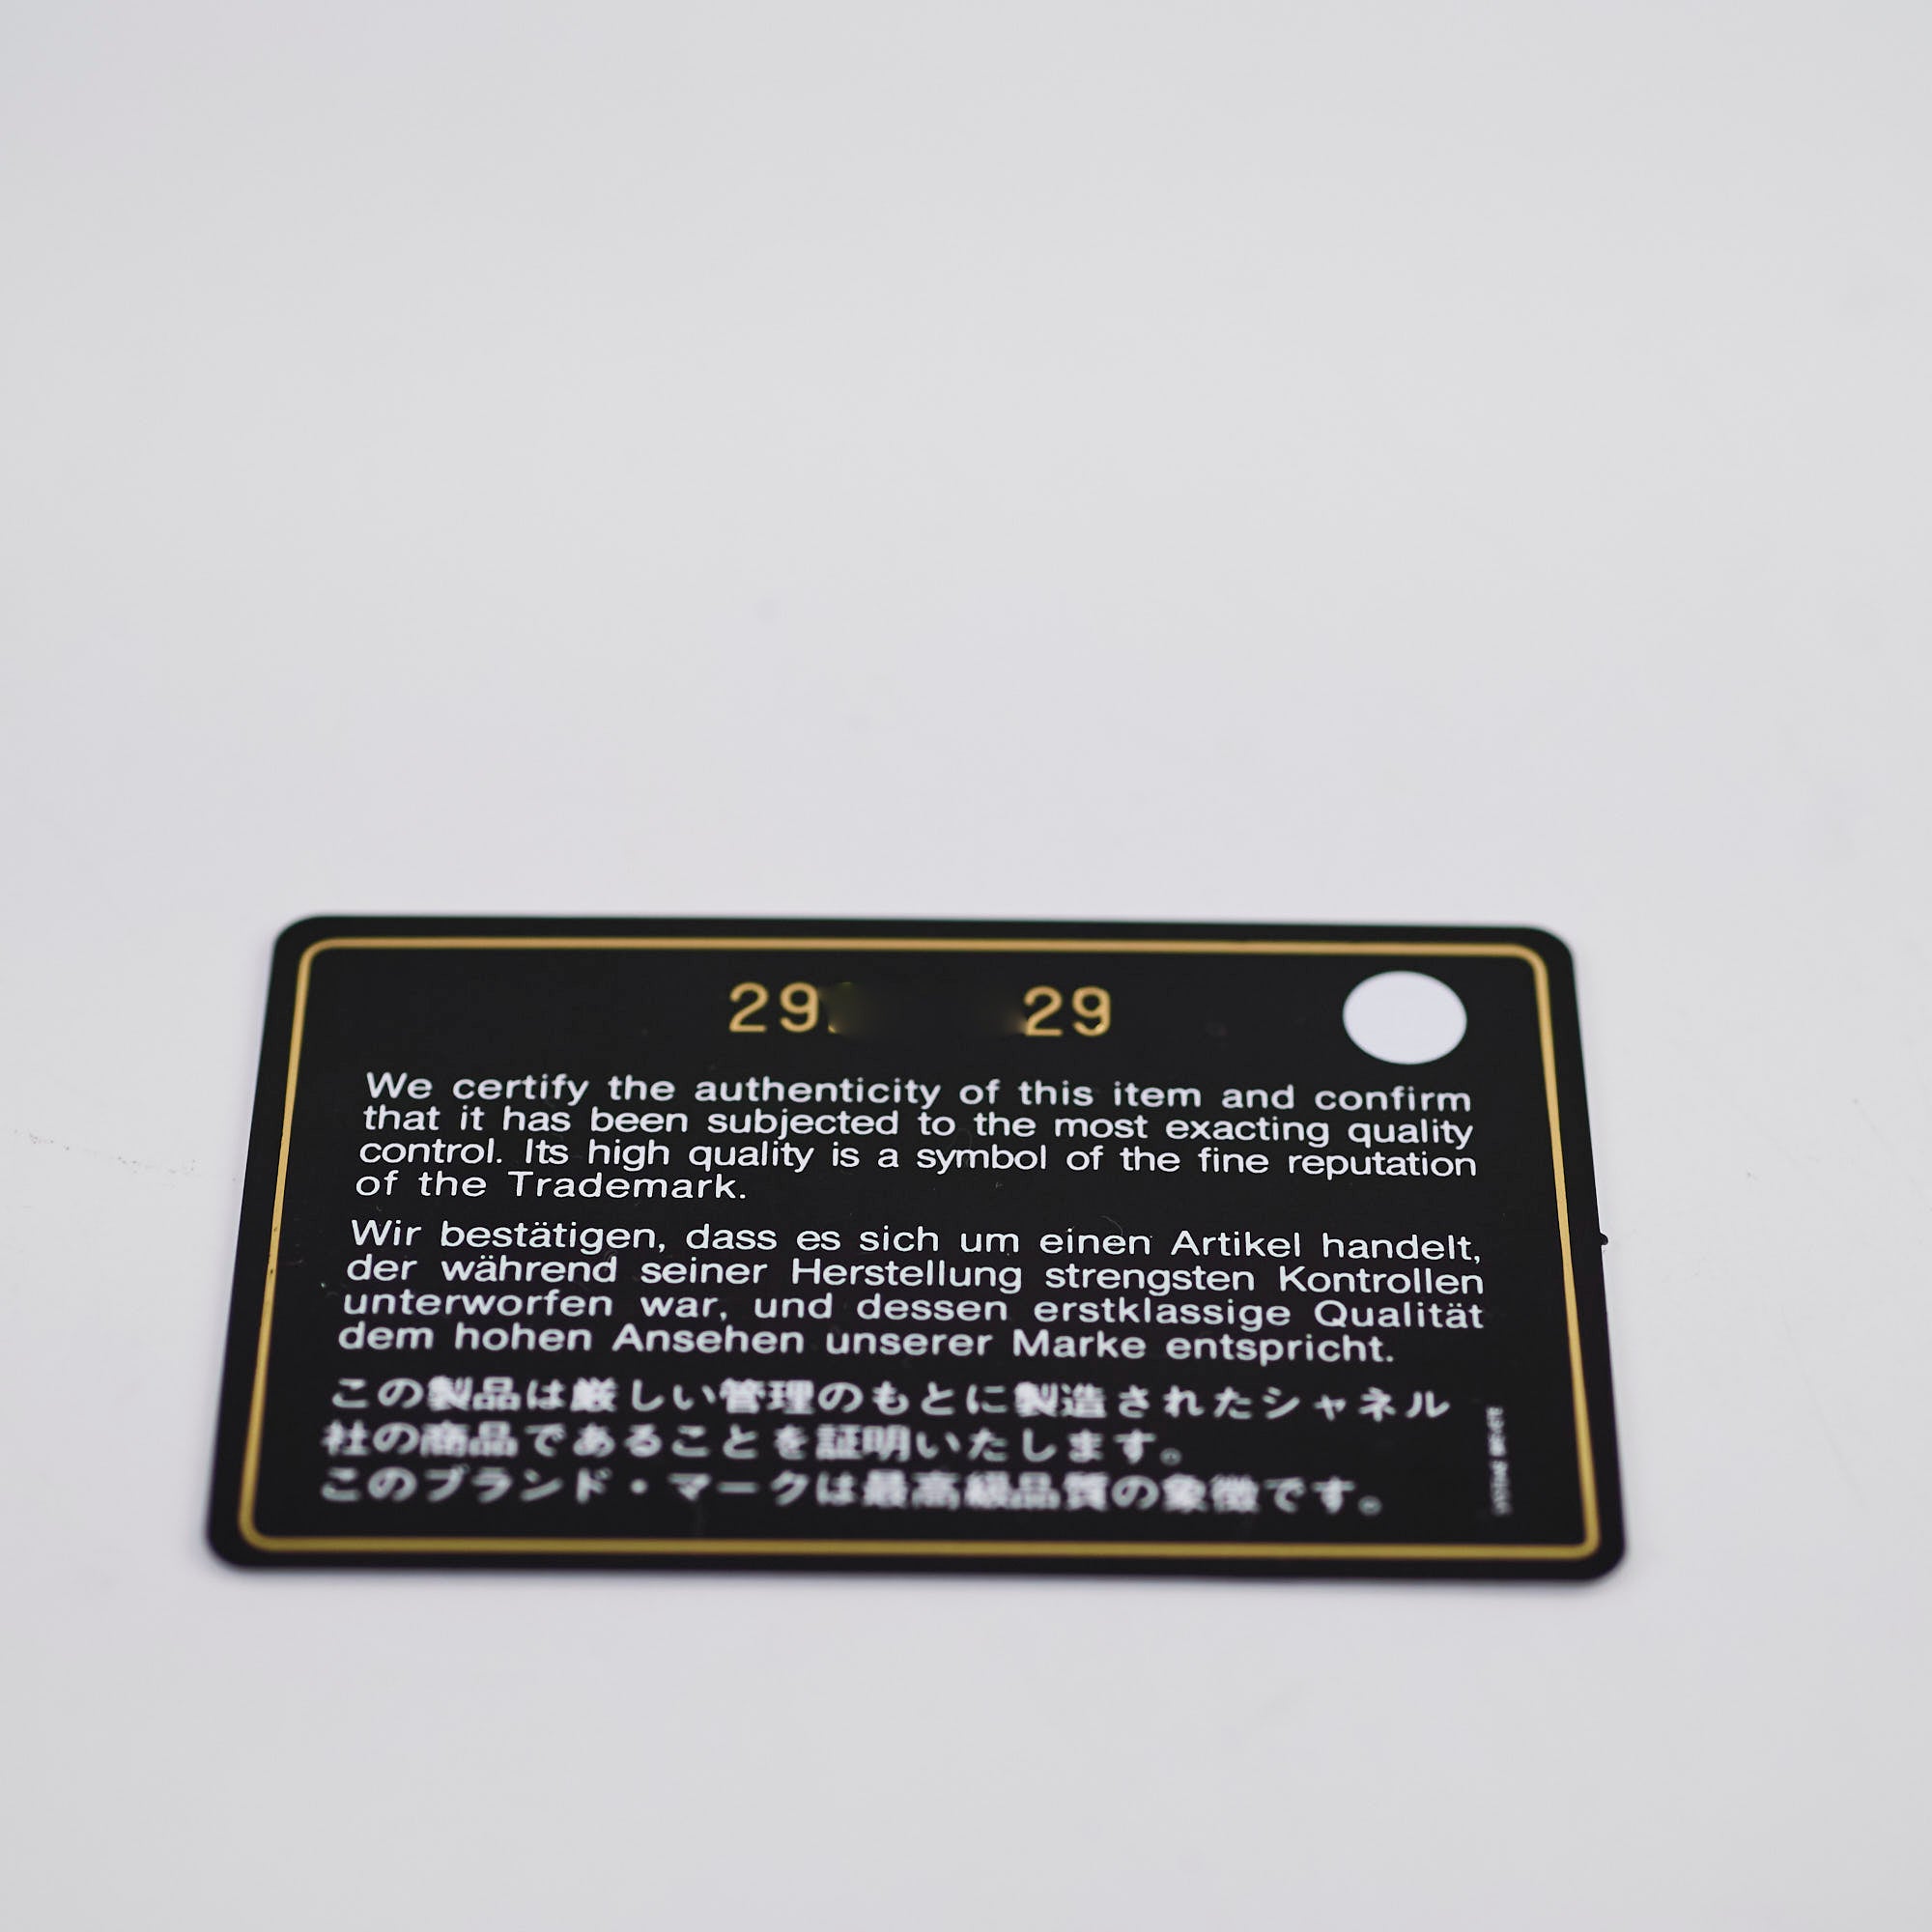 29 29
We certify the authenticity of this item and confirm
that it has been subjected to the most exacting quality
control. Its high quality is a symbol of the fine reputation
of the Trademark.
Wir bestätigen, dass es sich um einen Artikel handelt,
der während seiner Herstellung strengsten Kontrollen
unterworfen war, und dessen erstklassige Qualität
dem hohen Ansehen unserer Marke entspricht.
この製品は厳しい管理のもとに製造されたシャネル
社の商品であることを証明いたします。
このブランド・マークは最高級品質の象徴です。